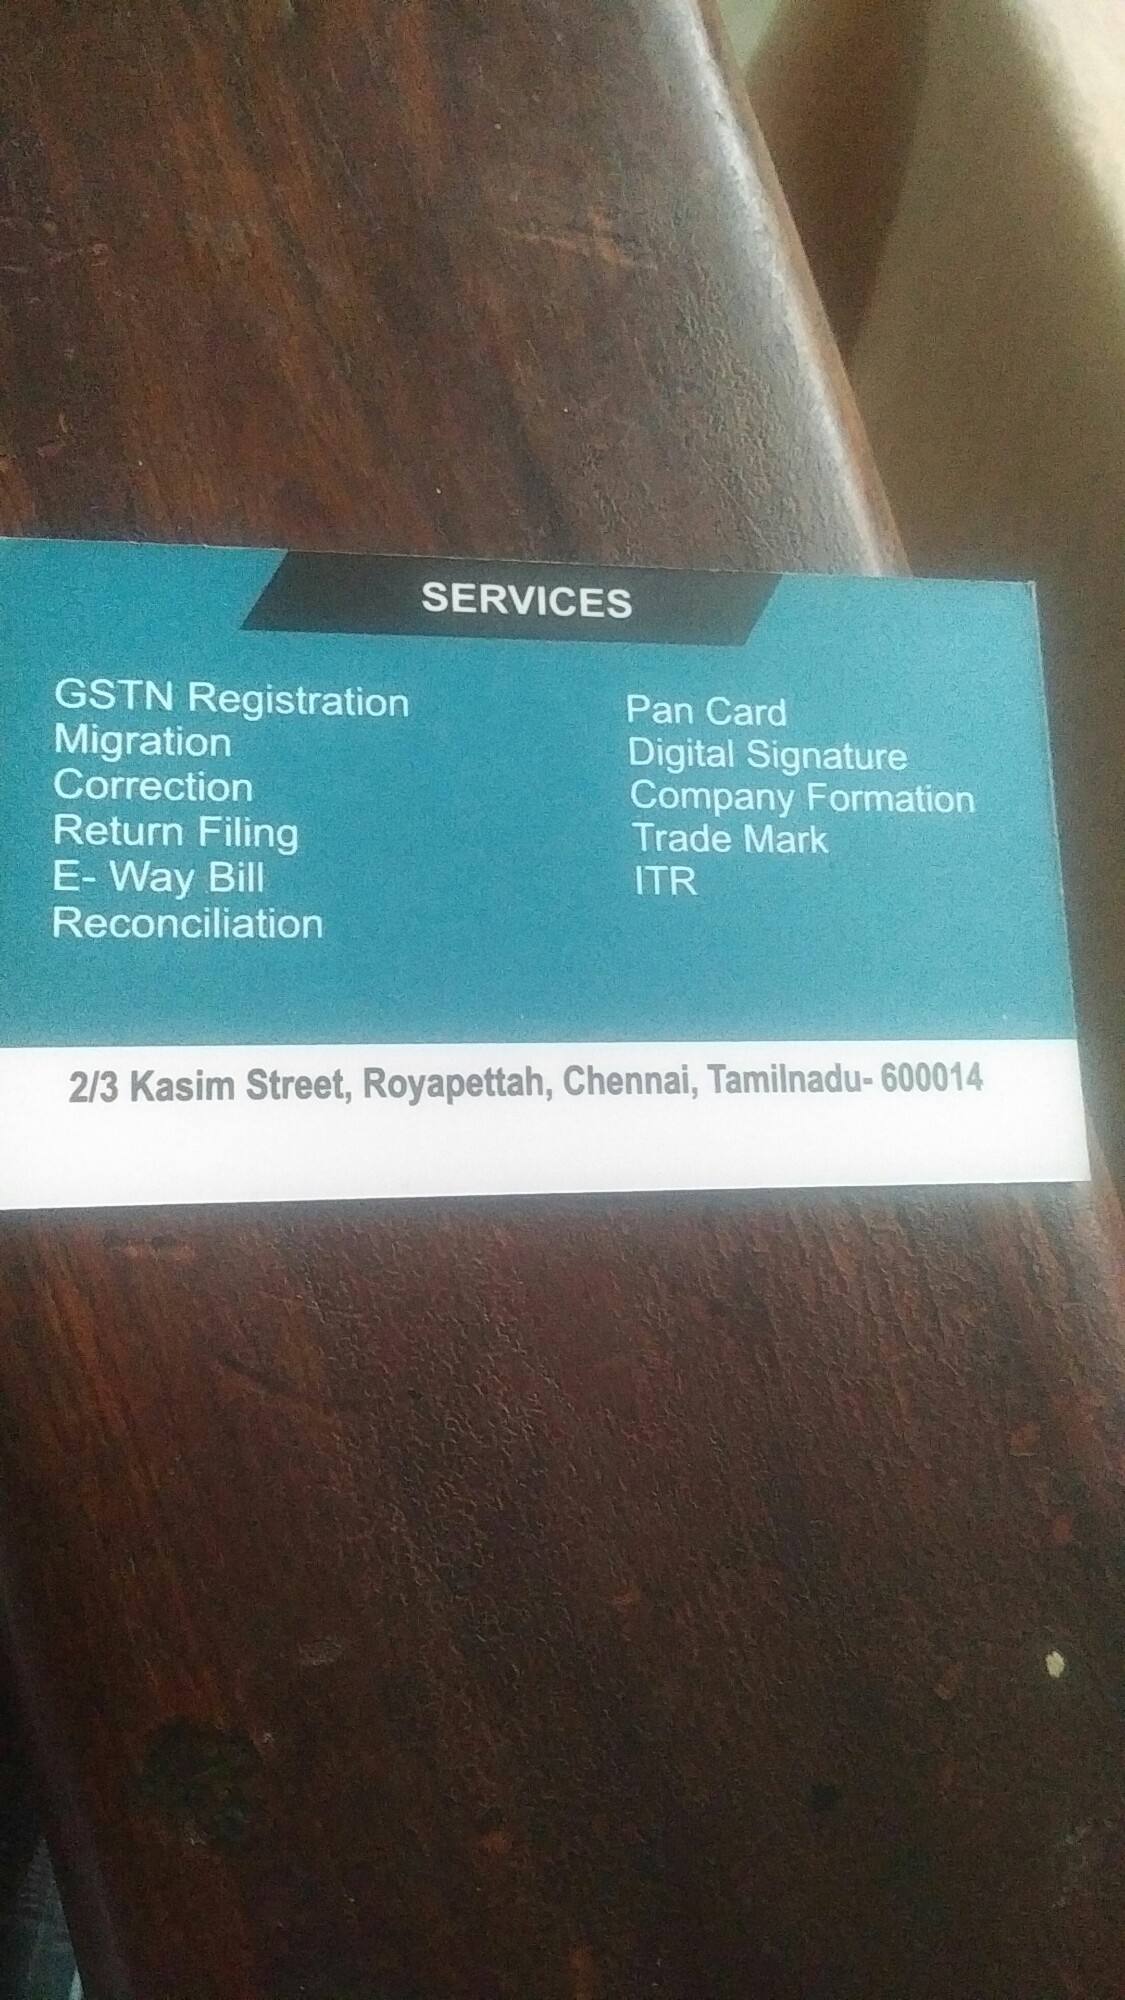 SERVICES
GSTN Registration
Migration
Correction
Return Filing
E- Way Bill
Reconciliation
Pan Card
Digital Signature
Company Formation
Trade Mark
ITR
2/3 Kasim Street, Royapettah, Chennai, Tamilnadu- 600014